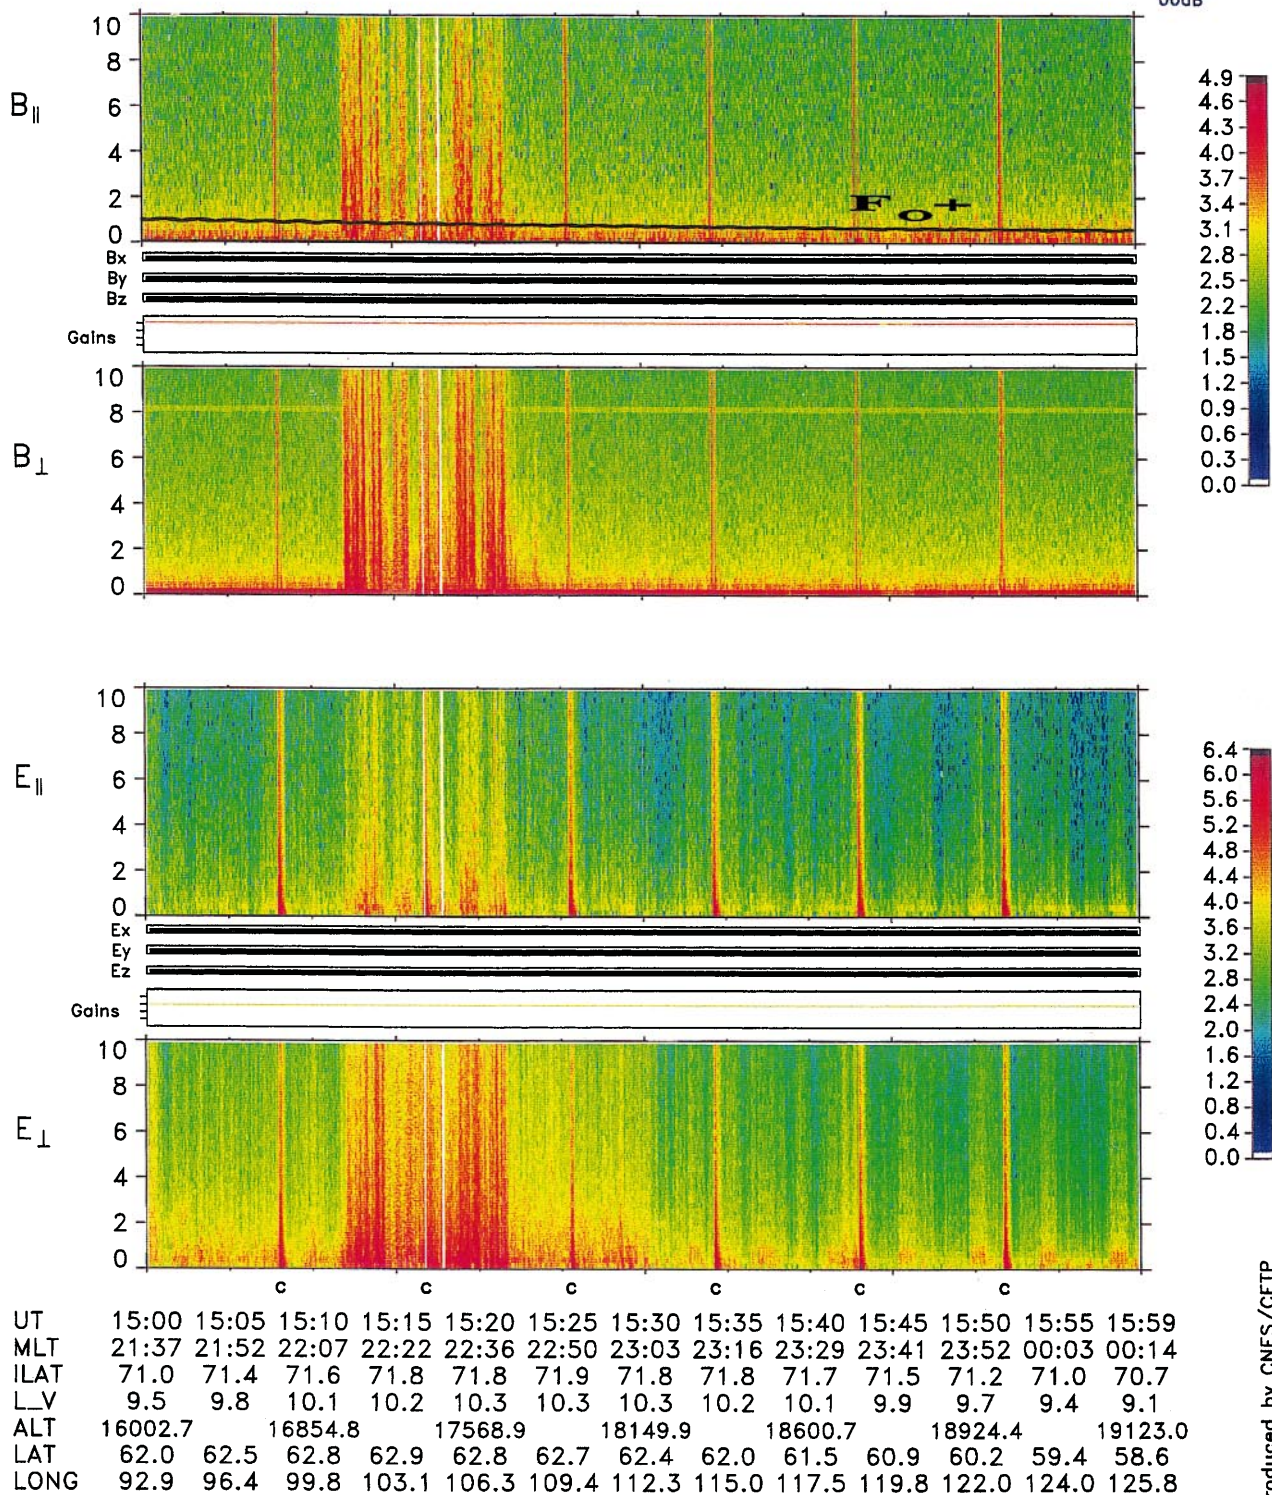 10
8
B∥ 6
4
2
0
F o +
4.9
4.6
4.3
4.0
3.7
3.4
3.1
2.8
2.5
2.2
1.8
1.5
1.2
0.9
0.6
0.3
0.0
Bx
By
Bz
Gains
10
8
B⊥ 6
4
2
0
10
8
E∥ 6
4
2
0
6.4
6.0
5.6
5.2
4.8
4.4
4.0
3.6
3.2
2.8
2.4
2.0
1.6
1.2
0.8
0.4
0.0
Ex
Ey
Ez
Gains
10
8
E⊥ 6
4
2
0
c c c c c c
UT 15:00 15:05 15:10 15:15 15:20 15:25 15:30 15:35 15:40 15:45 15:50 15:55 15:59
MLT 21:37 21:52 22:07 22:22 22:36 22:50 23:03 23:16 23:29 23:41 23:52 00:03 00:14
ILAT 71.0 71.4 71.6 71.8 71.8 71.9 71.8 71.8 71.7 71.5 71.2 71.0 70.7
L_V 9.5 9.8 10.1 10.2 10.3 10.3 10.3 10.2 10.1 9.9 9.7 9.4 9.1
ALT 16002.7 16854.8 17568.9 18149.9 18600.7 18924.4 19123.0
LAT 62.0 62.5 62.8 62.9 62.8 62.7 62.4 62.0 61.5 60.9 60.2 59.4 58.6
LONG 92.9 96.4 99.8 103.1 106.3 109.4 112.3 115.0 117.5 119.8 122.0 124.0 125.8
by CNES/CETP